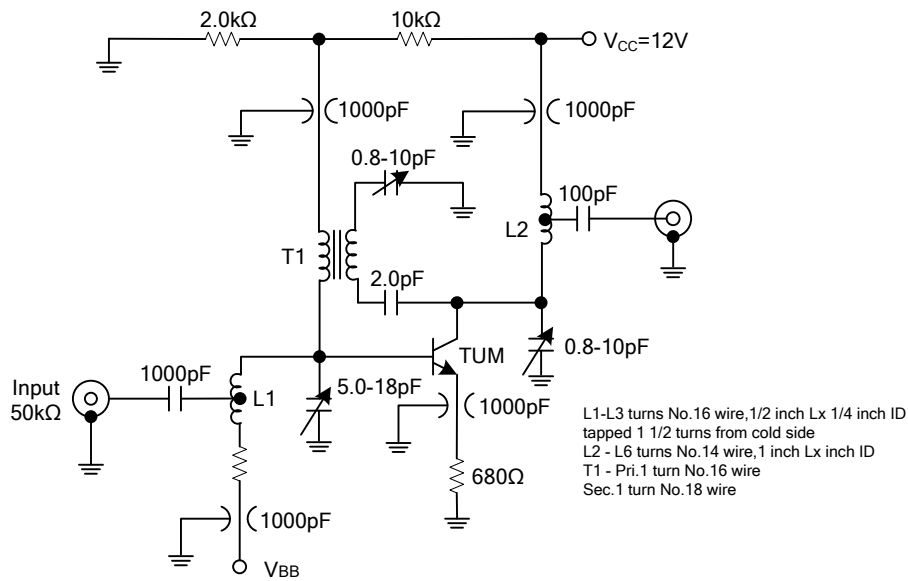 2.0kΩ
10kΩ
VCC=12V
1000pF
1000pF
0.8-10pF
100pF
T1
L2
2.0pF
TUM
0.8-10pF
1000pF
5.0-18pF
Input
50kΩ
L1
1000pF
L1-L3 turns No.16 wire,1/2 inch Lx 1/4 inch ID
tapped 1 1/2 turns from cold side
L2 - L6 turns No.14 wire,1 inch Lx inch ID
T1 - Pri.1 turn No.16 wire
Sec.1 turn No.18 wire
680Ω
1000pF
VBB